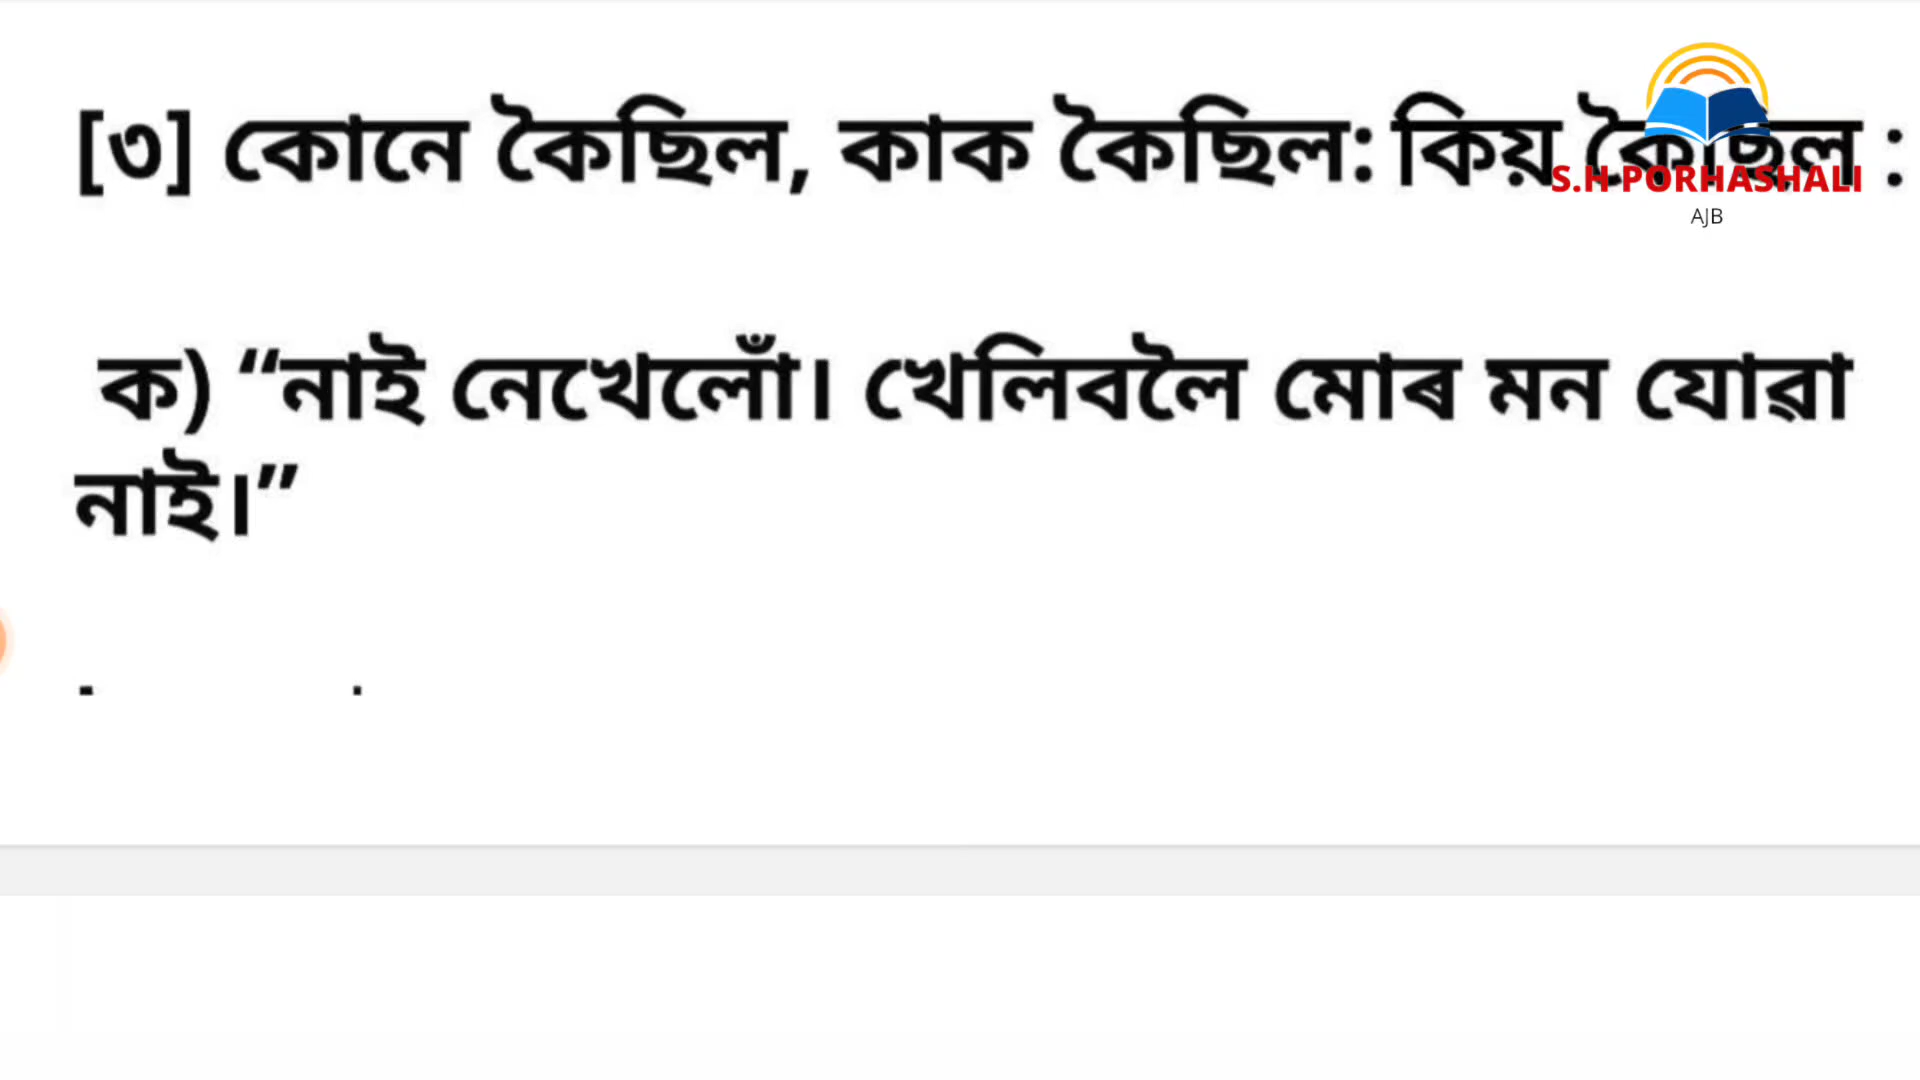 [৩] কোনে কৈছিল, কাক কৈছিল: কিয় কৈছিল :
S.H PORHASHALI
AJB
ক) “নাই নেখেলোঁ। খেলিবলৈ মোৰ মন যোৱা
নাই।”